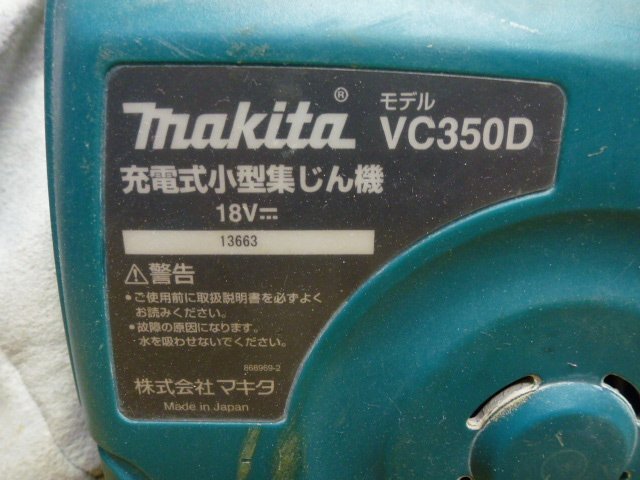 makita®
モデル
VC350D
充電式小型集じん機
18V⎓
13663
⚠警告
●ご使用前に取扱説明書を必ずよく
お読みください。
●故障の原因になります。
水を吸わせないでください。
868969-2
株式会社マキタ
Made in Japan